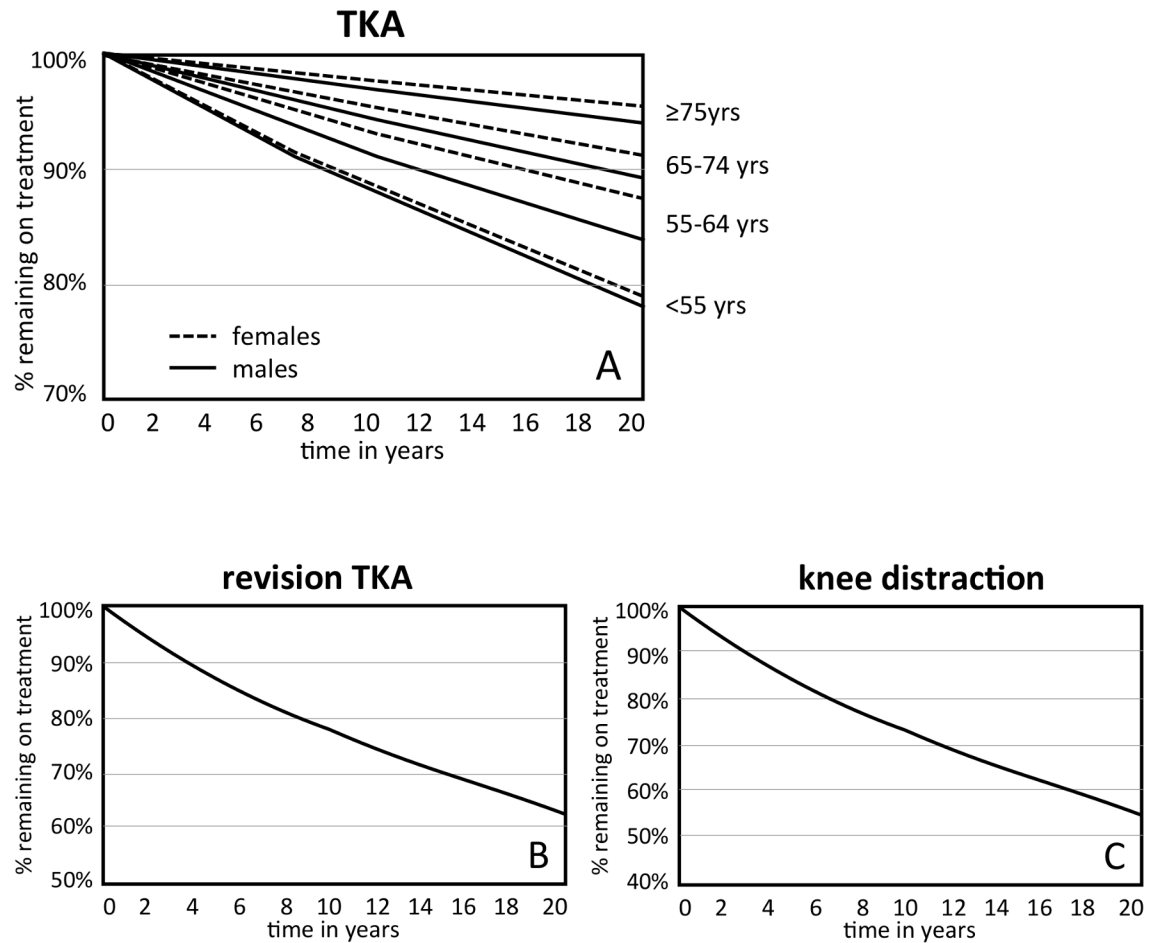 TKA
100%
90%
80%
70%
% remaining on treatment
≥75yrs
65-74 yrs
55-64 yrs
<55 yrs
females
males
A
0 2 4 6 8 10 12 14 16 18 20
time in years
revision TKA
100%
90%
80%
70%
60%
50%
% remaining on treatment
B
0 2 4 6 8 10 12 14 16 18 20
time in years
knee distraction
100%
90%
80%
70%
60%
50%
40%
% remaining on treatment
C
0 2 4 6 8 10 12 14 16 18 20
time in years